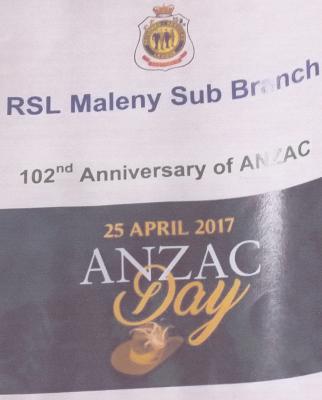 RSL Maleny Sub Branch
102nd Anniversary of ANZAC
25 APRIL 2017
ANZAC
Day